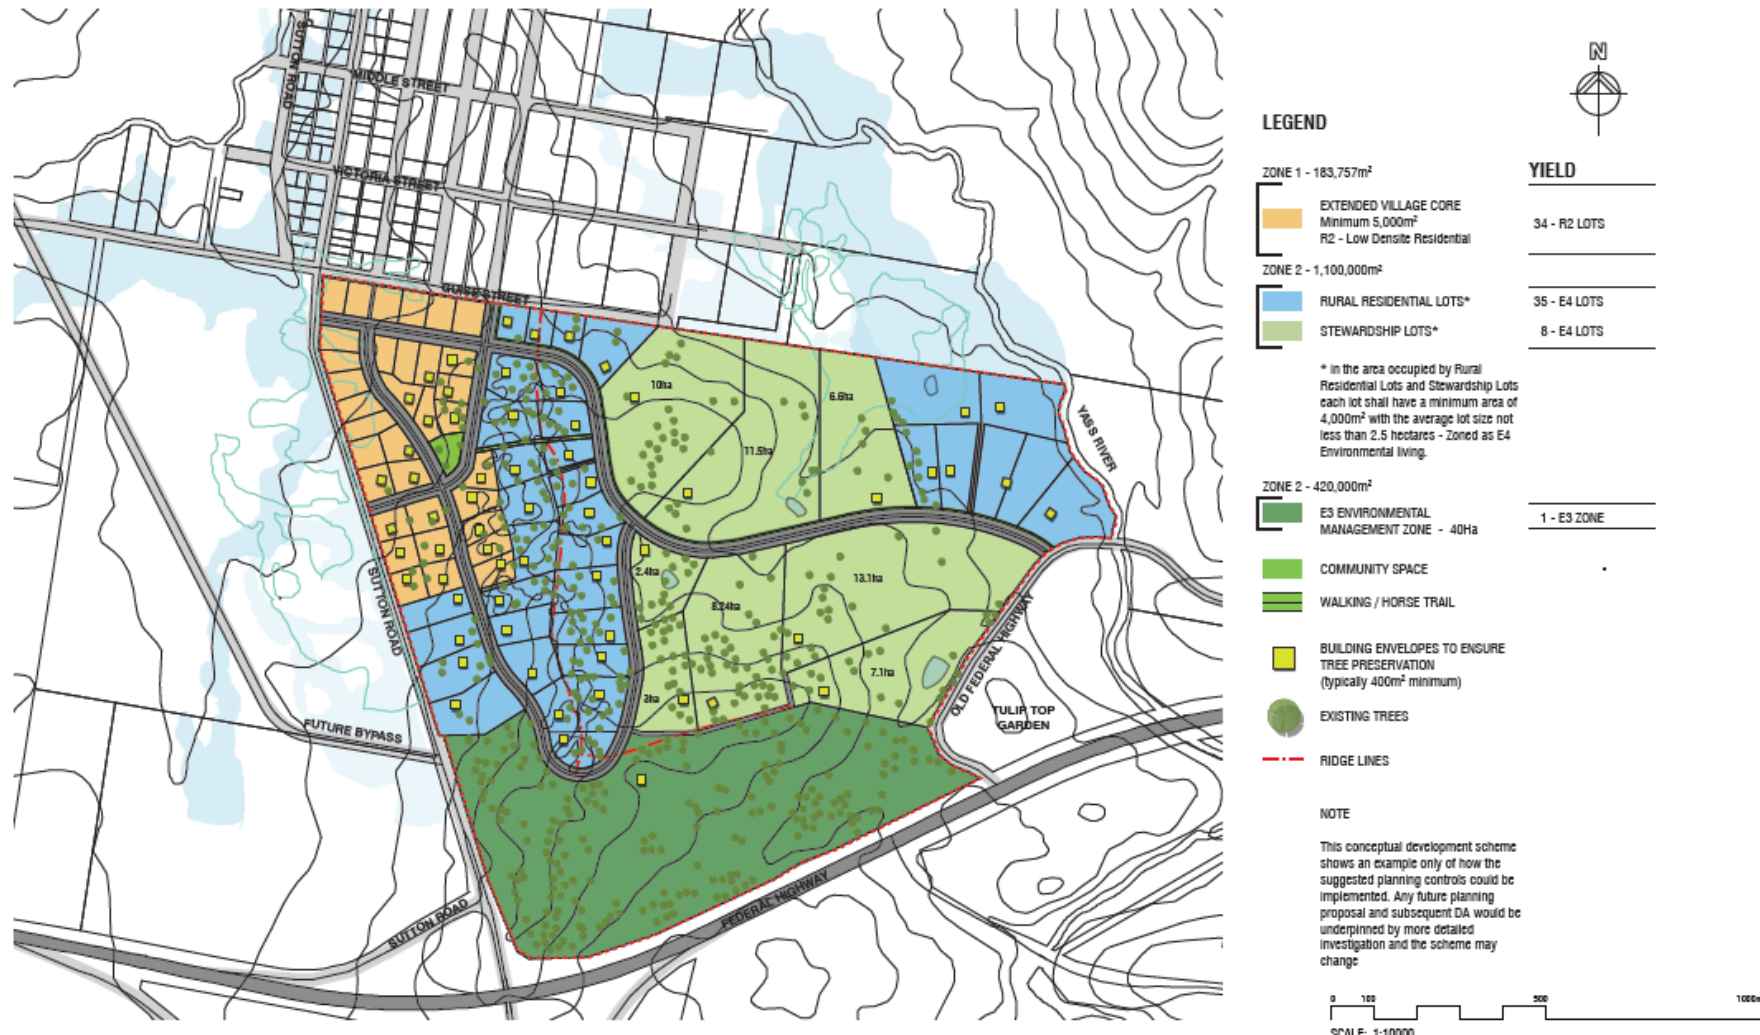 SUTTON ROAD
MIDDLE STREET
VICTORIA STREET
GUISE STREET
10ha
6.6ha
11.5ha
YASS RIVER
2.4ha
13.1ha
8.24ha
7.1ha
3ha
SUTTON ROAD
OLD FEDERAL HIGHWAY
TULIP TOP
GARDEN
FUTURE BYPASS
SUTTON ROAD
FEDERAL HIGHWAY
N
LEGEND
ZONE 1 - 183,757m²
YIELD
EXTENDED VILLAGE CORE
Minimum 5,000m²
R2 - Low Densite Residential
34 - R2 LOTS
ZONE 2 - 1,100,000m²
RURAL RESIDENTIAL LOTS*
35 - E4 LOTS
STEWARDSHIP LOTS*
8 - E4 LOTS
* in the area occupied by Rural
Residential Lots and Stewardship Lots
each lot shall have a minimum area of
4,000m² with the average lot size not
less than 2.5 hectares - Zoned as E4
Environmental living.
ZONE 2 - 420,000m²
E3 ENVIRONMENTAL
MANAGEMENT ZONE - 40Ha
1 - E3 ZONE
COMMUNITY SPACE
WALKING / HORSE TRAIL
BUILDING ENVELOPES TO ENSURE
TREE PRESERVATION
(typically 400m² minimum)
EXISTING TREES
RIDGE LINES
NOTE
This conceptual development scheme
shows an example only of how the
suggested planning controls could be
implemented. Any future planning
proposal and subsequent DA would be
underpinned by more detailed
investigation and the scheme may
change
0 100 500 1000m
SCALE: 1:10000